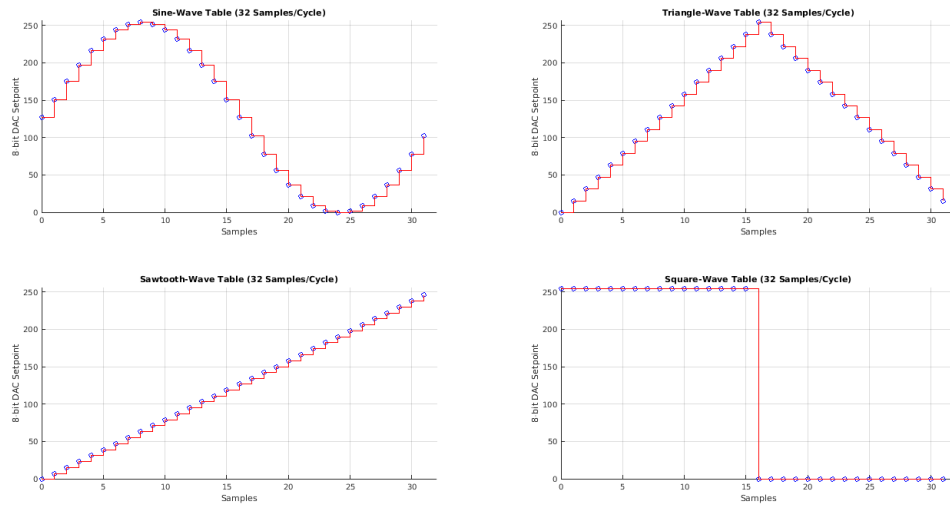 Sine-Wave Table (32 Samples/Cycle)
8 bit DAC Setpoint
250
200
150
100
50
0
0 5 10 15 20 25 30
Samples
Triangle-Wave Table (32 Samples/Cycle)
8 bit DAC Setpoint
250
200
150
100
50
0
0 5 10 15 20 25 30
Samples
Sawtooth-Wave Table (32 Samples/Cycle)
8 bit DAC Setpoint
250
200
150
100
50
0
0 5 10 15 20 25 30
Samples
Square-Wave Table (32 Samples/Cycle)
8 bit DAC Setpoint
250
200
150
100
50
0
0 5 10 15 20 25 30
Samples